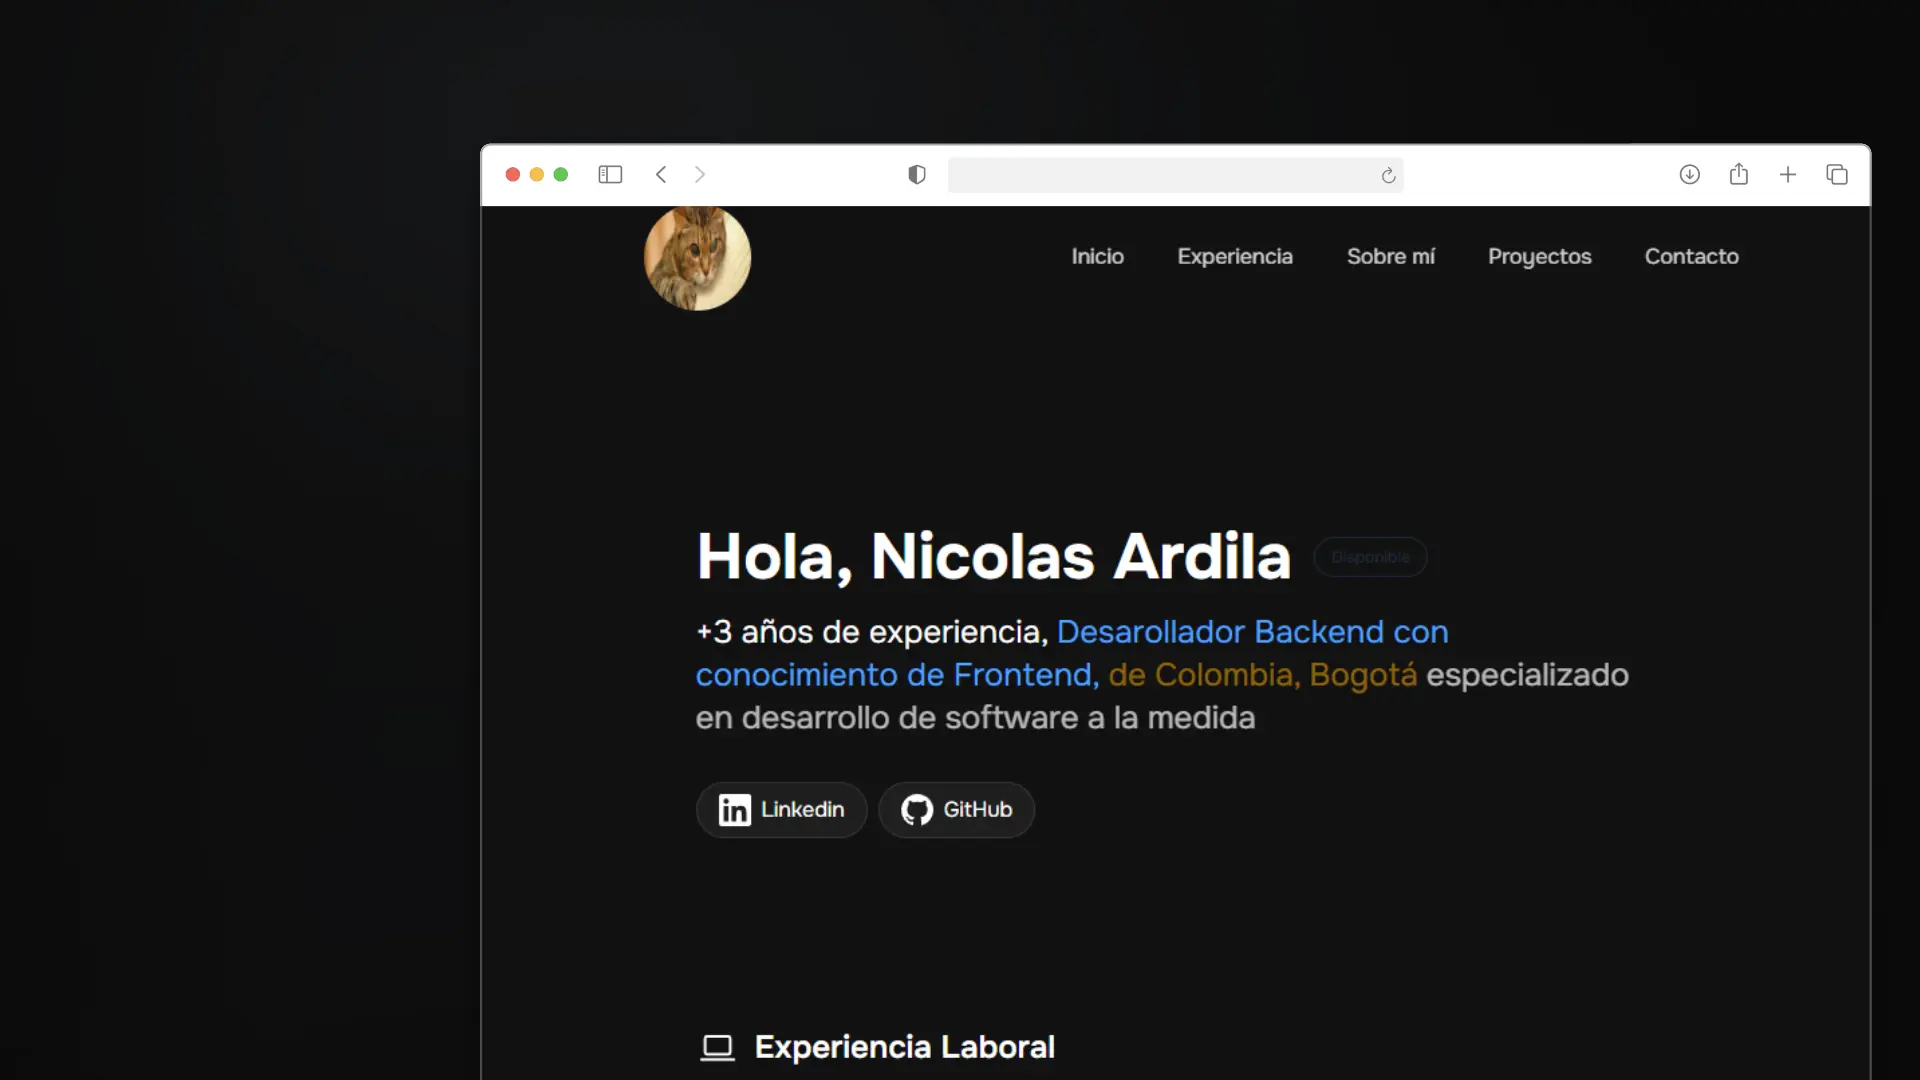 Inicio Experiencia Sobre mí Proyectos Contacto
Hola, Nicolas Ardila Disponible
+3 años de experiencia, Desarollador Backend con
conocimiento de Frontend, de Colombia, Bogotá especializado
en desarrollo de software a la medida
in Linkedin GitHub
Experiencia Laboral